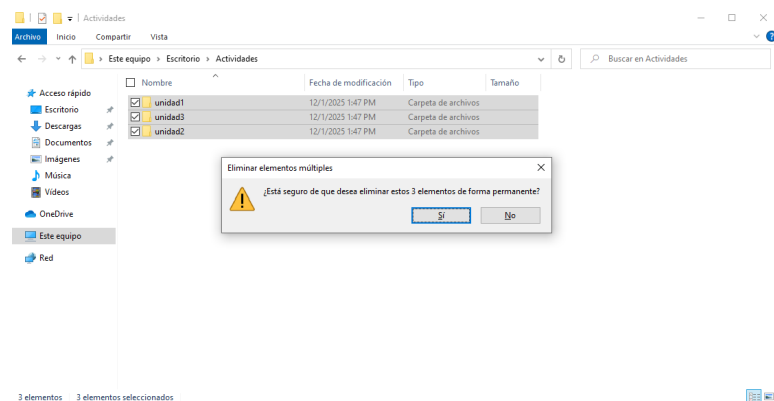 Actividades
Archivo Inicio Compartir Vista
Este equipo Escritorio Actividades
Buscar en Actividades
Nombre Fecha de modificación Tipo Tamaño
Acceso rápido
Escritorio
Descargas
Documentos
Imágenes
Música
Vídeos
OneDrive
Este equipo
Red
unidad1 12/1/2025 1:47 PM Carpeta de archivos
unidad3 12/1/2025 1:47 PM Carpeta de archivos
unidad2 12/1/2025 1:47 PM Carpeta de archivos
Eliminar elementos múltiples
¿Está seguro de que desea eliminar estos 3 elementos de forma permanente?
Sí No
3 elementos 3 elementos seleccionados